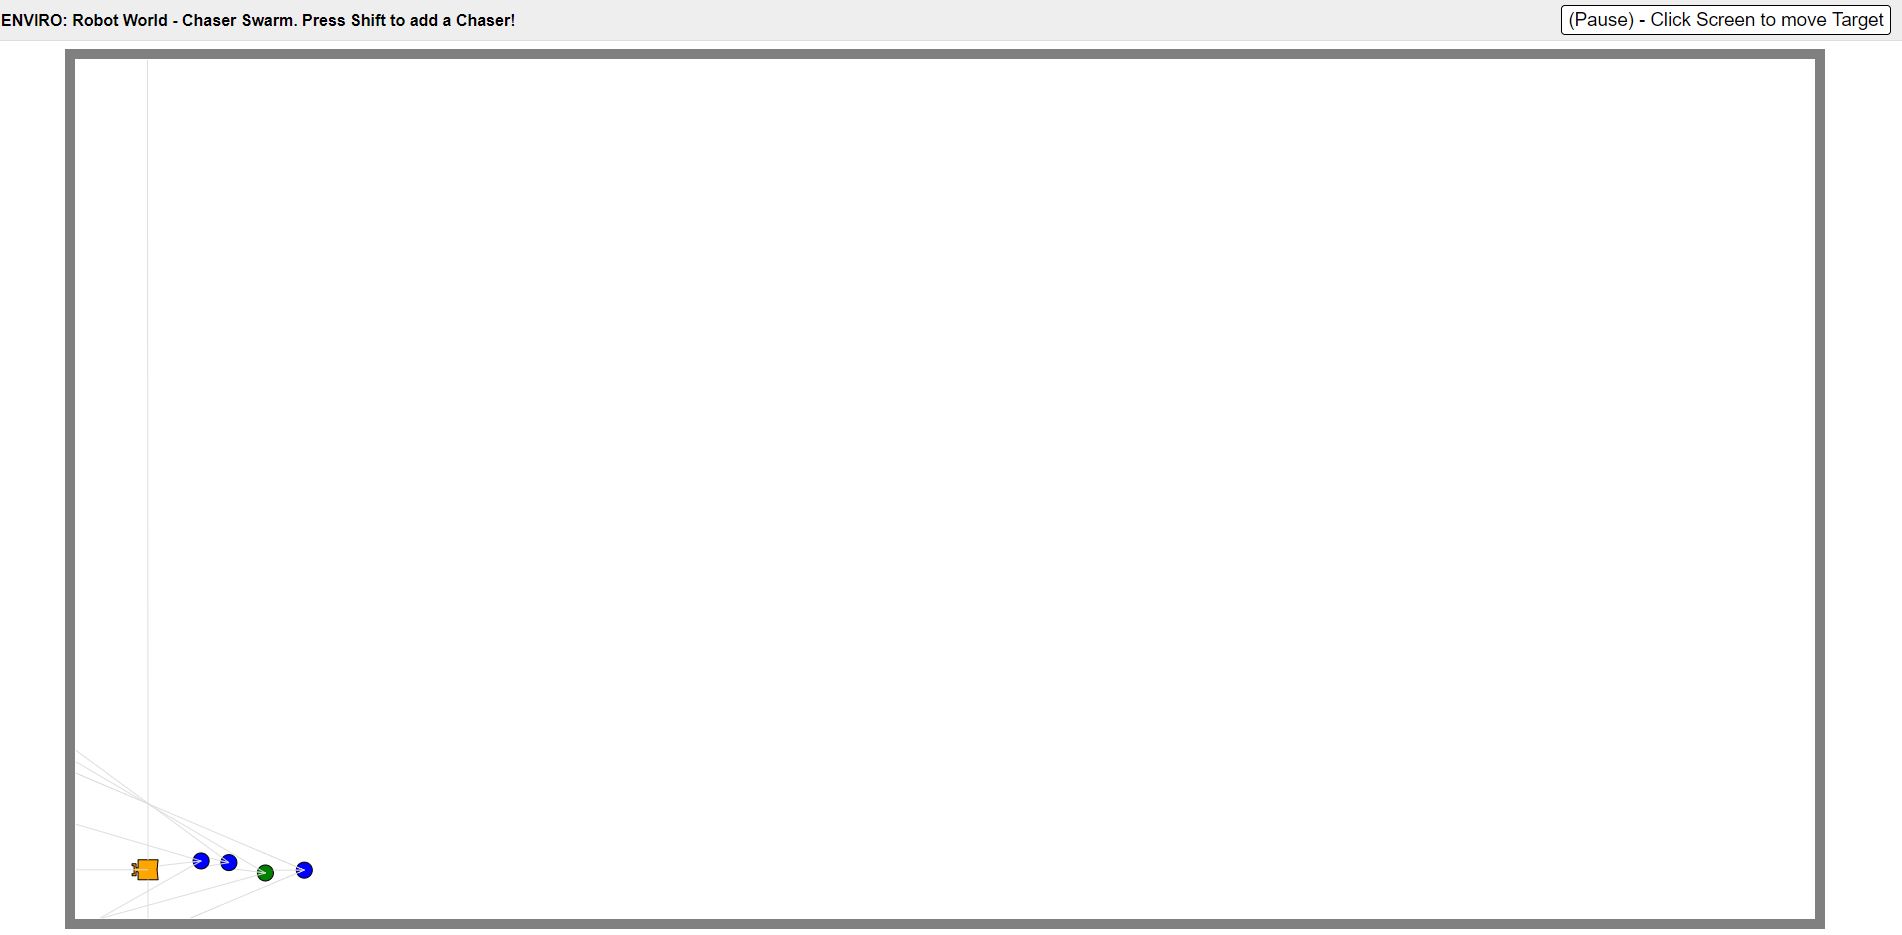 ENVIRO: Robot World - Chaser Swarm. Press Shift to add a Chaser!
(Pause) - Click Screen to move Target